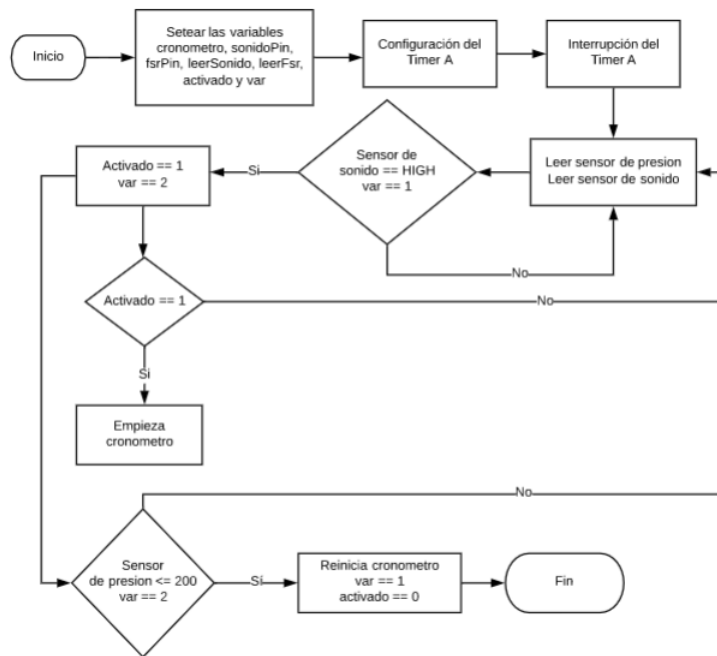 Inicio
Setear las variables
cronometro, sonidoPin,
fsrPin, leerSonido, leerFsr,
activado y var
Configuración del
Timer A
Interrupción del
Timer A
Leer sensor de presion
Leer sensor de sonido
Sensor de
sonido == HIGH
var == 1
Si
No
Activado == 1
var == 2
Activado == 1
No
Si
Empieza
cronometro
No
Sensor
de presion <= 200
var == 2
Si
Reinicia cronometro
var == 1
activado == 0
Fin